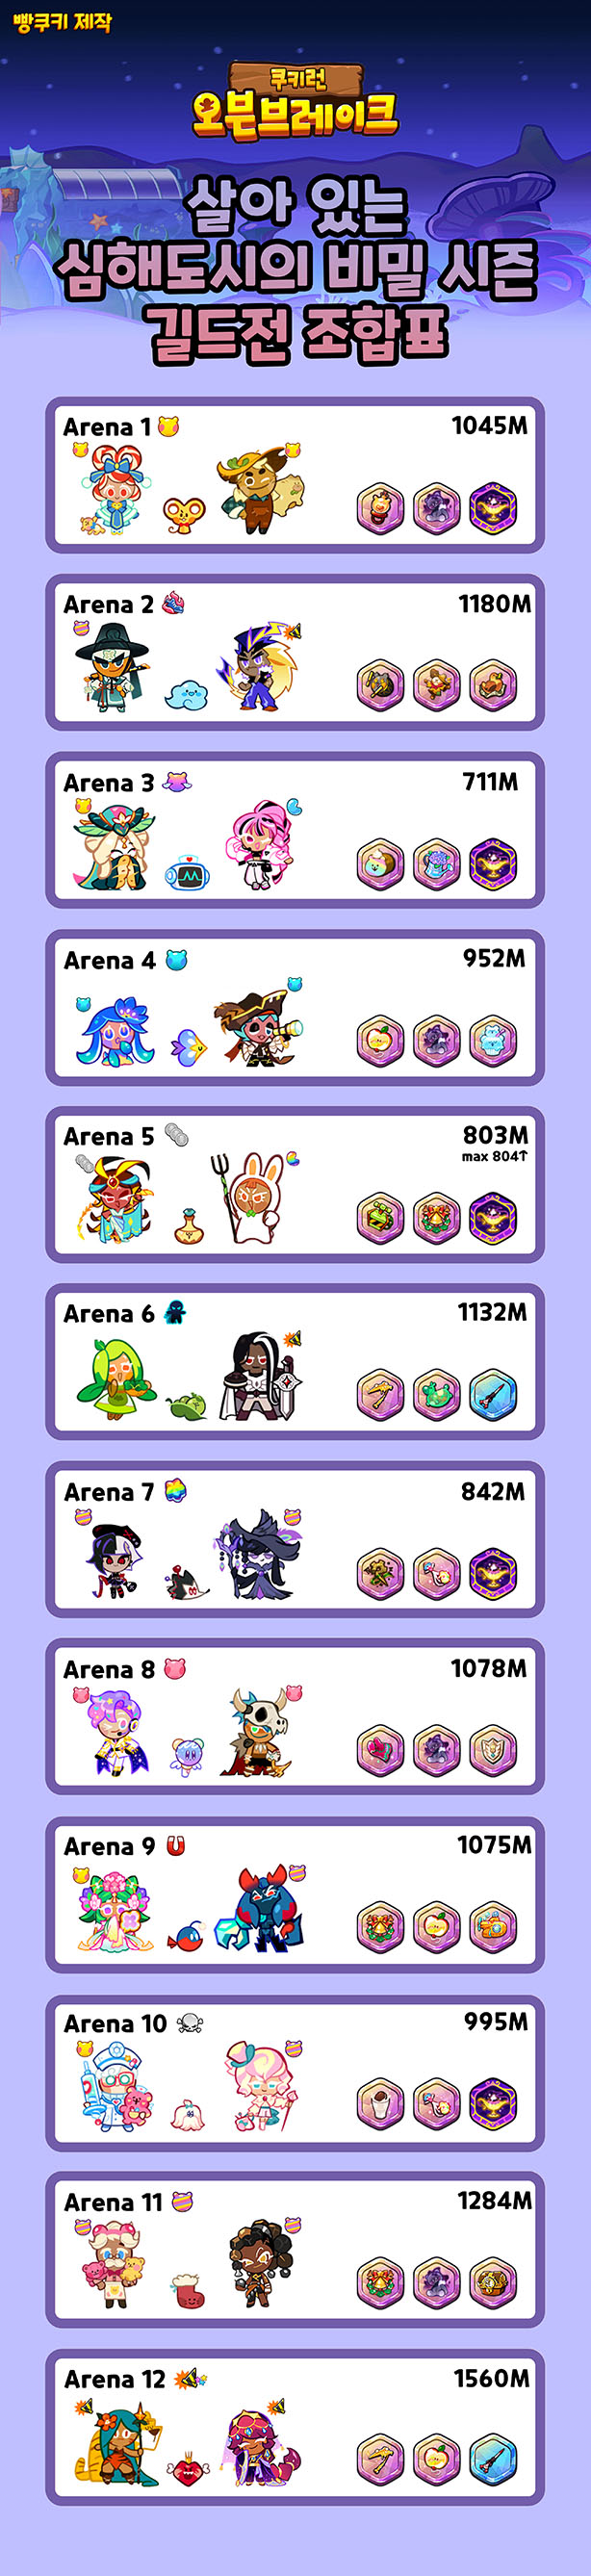 빵쿠키 제작
쿠키런
오븐브레이크
살아 있는
심해도시의 비밀 시즌
길드전 조합표
Arena 1
1045M
Arena 2
1180M
Arena 3
711M
Arena 4
952M
Arena 5
803M
max 804↑
Arena 6
1132M
Arena 7
842M
Arena 8
1078M
Arena 9
1075M
Arena 10
995M
Arena 11
1284M
Arena 12
1560M